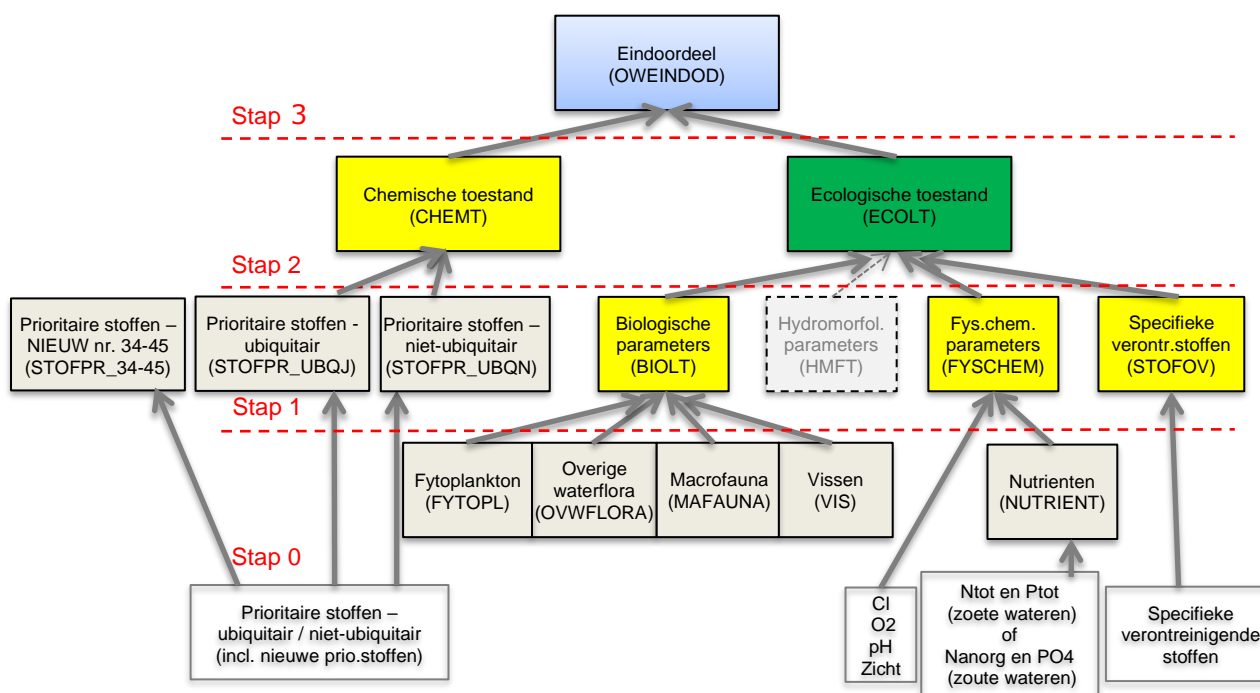 Eindoordeel
(OWEINDOD)
Stap 3
Chemische toestand
(CHEMT)
Ecologische toestand
(ECOLT)
Stap 2
Prioritaire stoffen –
NIEUW nr. 34-45
(STOFPR_34-45)
Prioritaire stoffen -
ubiquitair
(STOFPR_UBQJ)
Prioritaire stoffen –
niet-ubiquitair
(STOFPR_UBQN)
Biologische
parameters
(BIOLT)
Hydromorfol.
parameters
(HMFT)
Fys.chem.
parameters
(FYSCHEM)
Specifieke
verontr.stoffen
(STOFOV)
Stap 1
Fytoplankton
(FYTOPL)
Overige
waterflora
(OVWFLORA)
Macrofauna
(MAFAUNA)
Vissen
(VIS)
Nutrienten
(NUTRIENT)
Stap 0
Prioritaire stoffen –
ubiquitair / niet-ubiquitair
(incl. nieuwe prio.stoffen)
Cl
O2
pH
Zicht
Ntot en Ptot
(zoete wateren)
of
Nanorg en PO4
(zoute wateren)
Specifieke
verontreinigende
stoffen